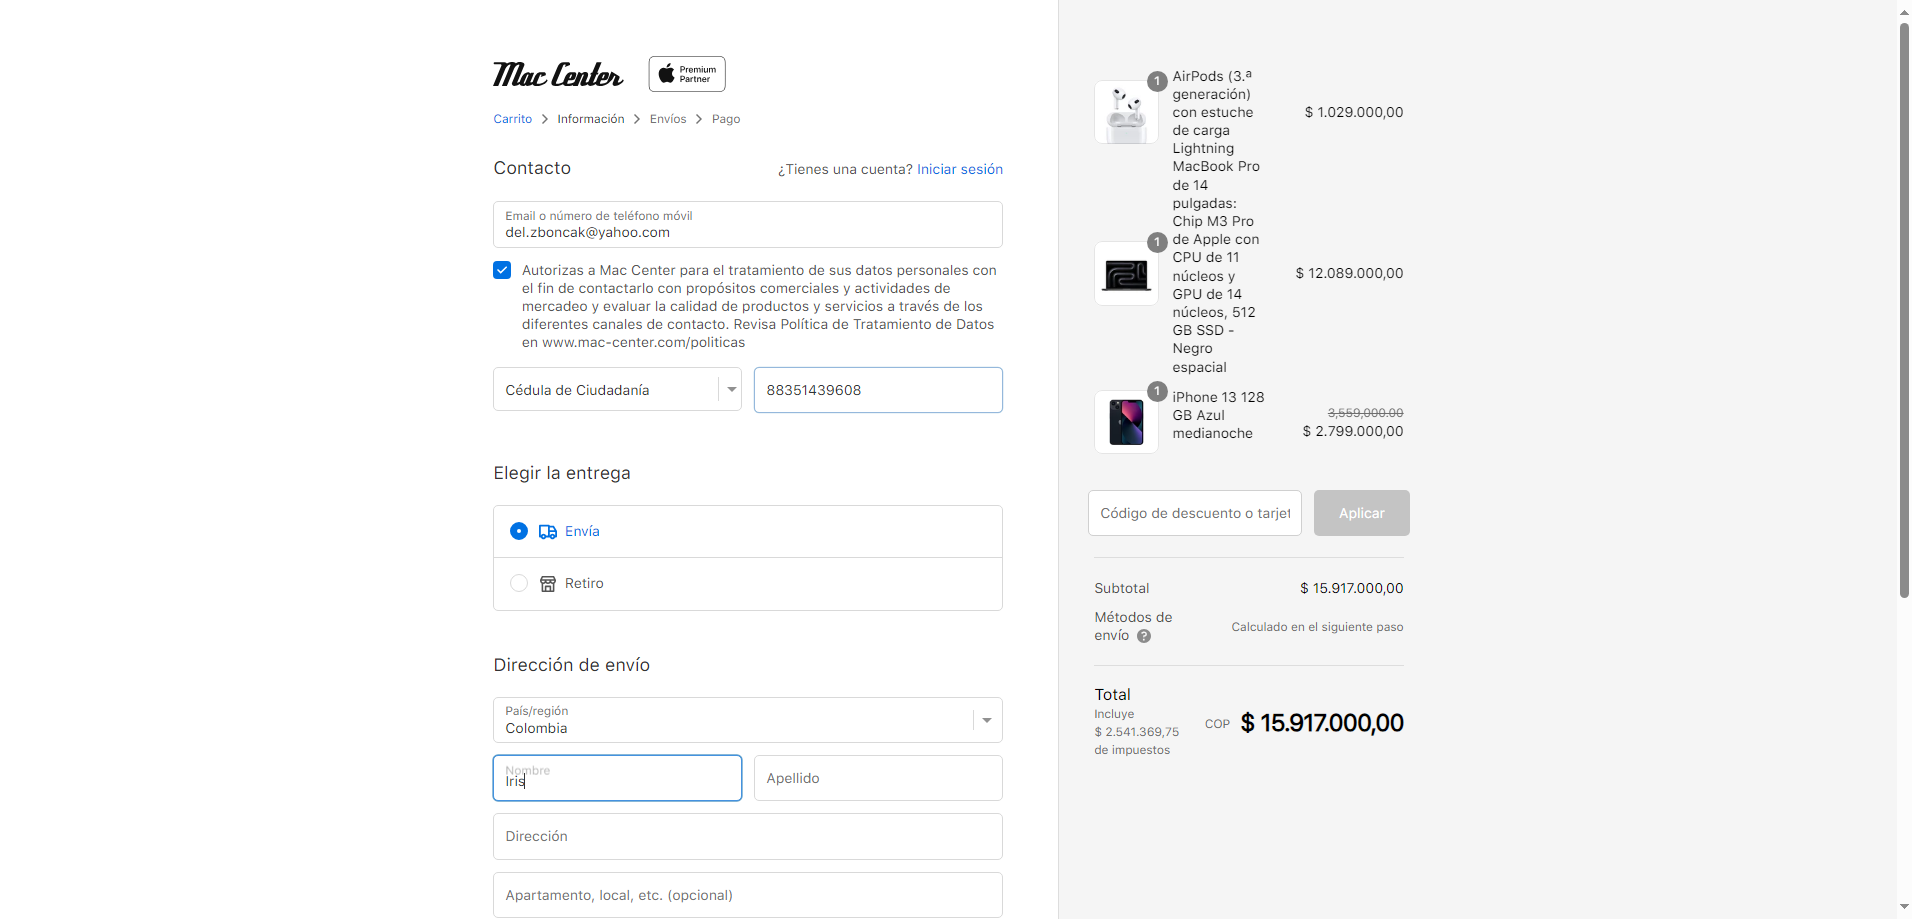 Mac Center
Premium
Partner
Carrito > Información > Envíos > Pago
Contacto
¿Tienes una cuenta? Iniciar sesión
Email o número de teléfono móvil
del.zboncak@yahoo.com
Autorizas a Mac Center para el tratamiento de sus datos personales con
el fin de contactarlo con propósitos comerciales y actividades de
mercadeo y evaluar la calidad de productos y servicios a través de los
diferentes canales de contacto. Revisa Política de Tratamiento de Datos
en www.mac-center.com/politicas
Cédula de Ciudadanía
88351439608
Elegir la entrega
Envía
Retiro
Dirección de envío
País/región
Colombia
Nombre
Iris
Apellido
Dirección
Apartamento, local, etc. (opcional)
1
AirPods (3.ª
generación)
con estuche
de carga
Lightning
$ 1.029.000,00
1
MacBook Pro
de 14
pulgadas:
Chip M3 Pro
de Apple con
CPU de 11
núcleos y
GPU de 14
núcleos, 512
GB SSD -
Negro
espacial
$ 12.089.000,00
1
iPhone 13 128
GB Azul
medianoche
3,559,000.00
$ 2.799.000,00
Código de descuento o tarjet
Aplicar
Subtotal
$ 15.917.000,00
Métodos de
envío ?
Calculado en el siguiente paso
Total
Incluye
$ 2.541.369,75
de impuestos
COP $ 15.917.000,00